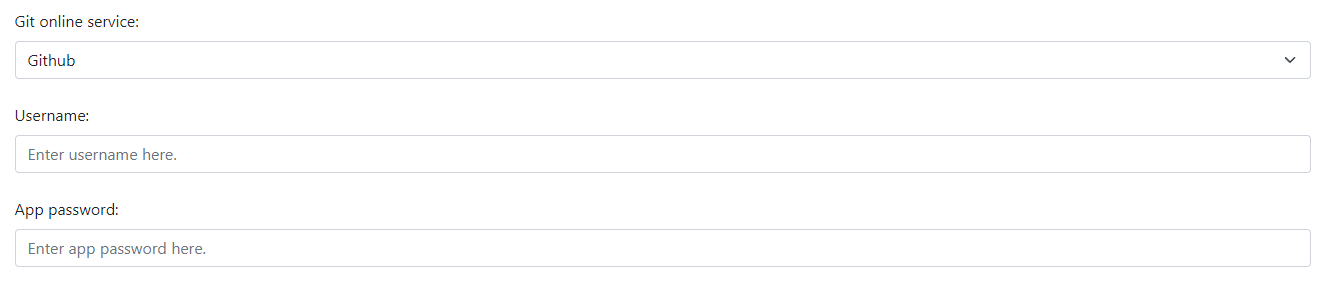 Git online service:
Github
Username:
Enter username here.
App password:
Enter app password here.